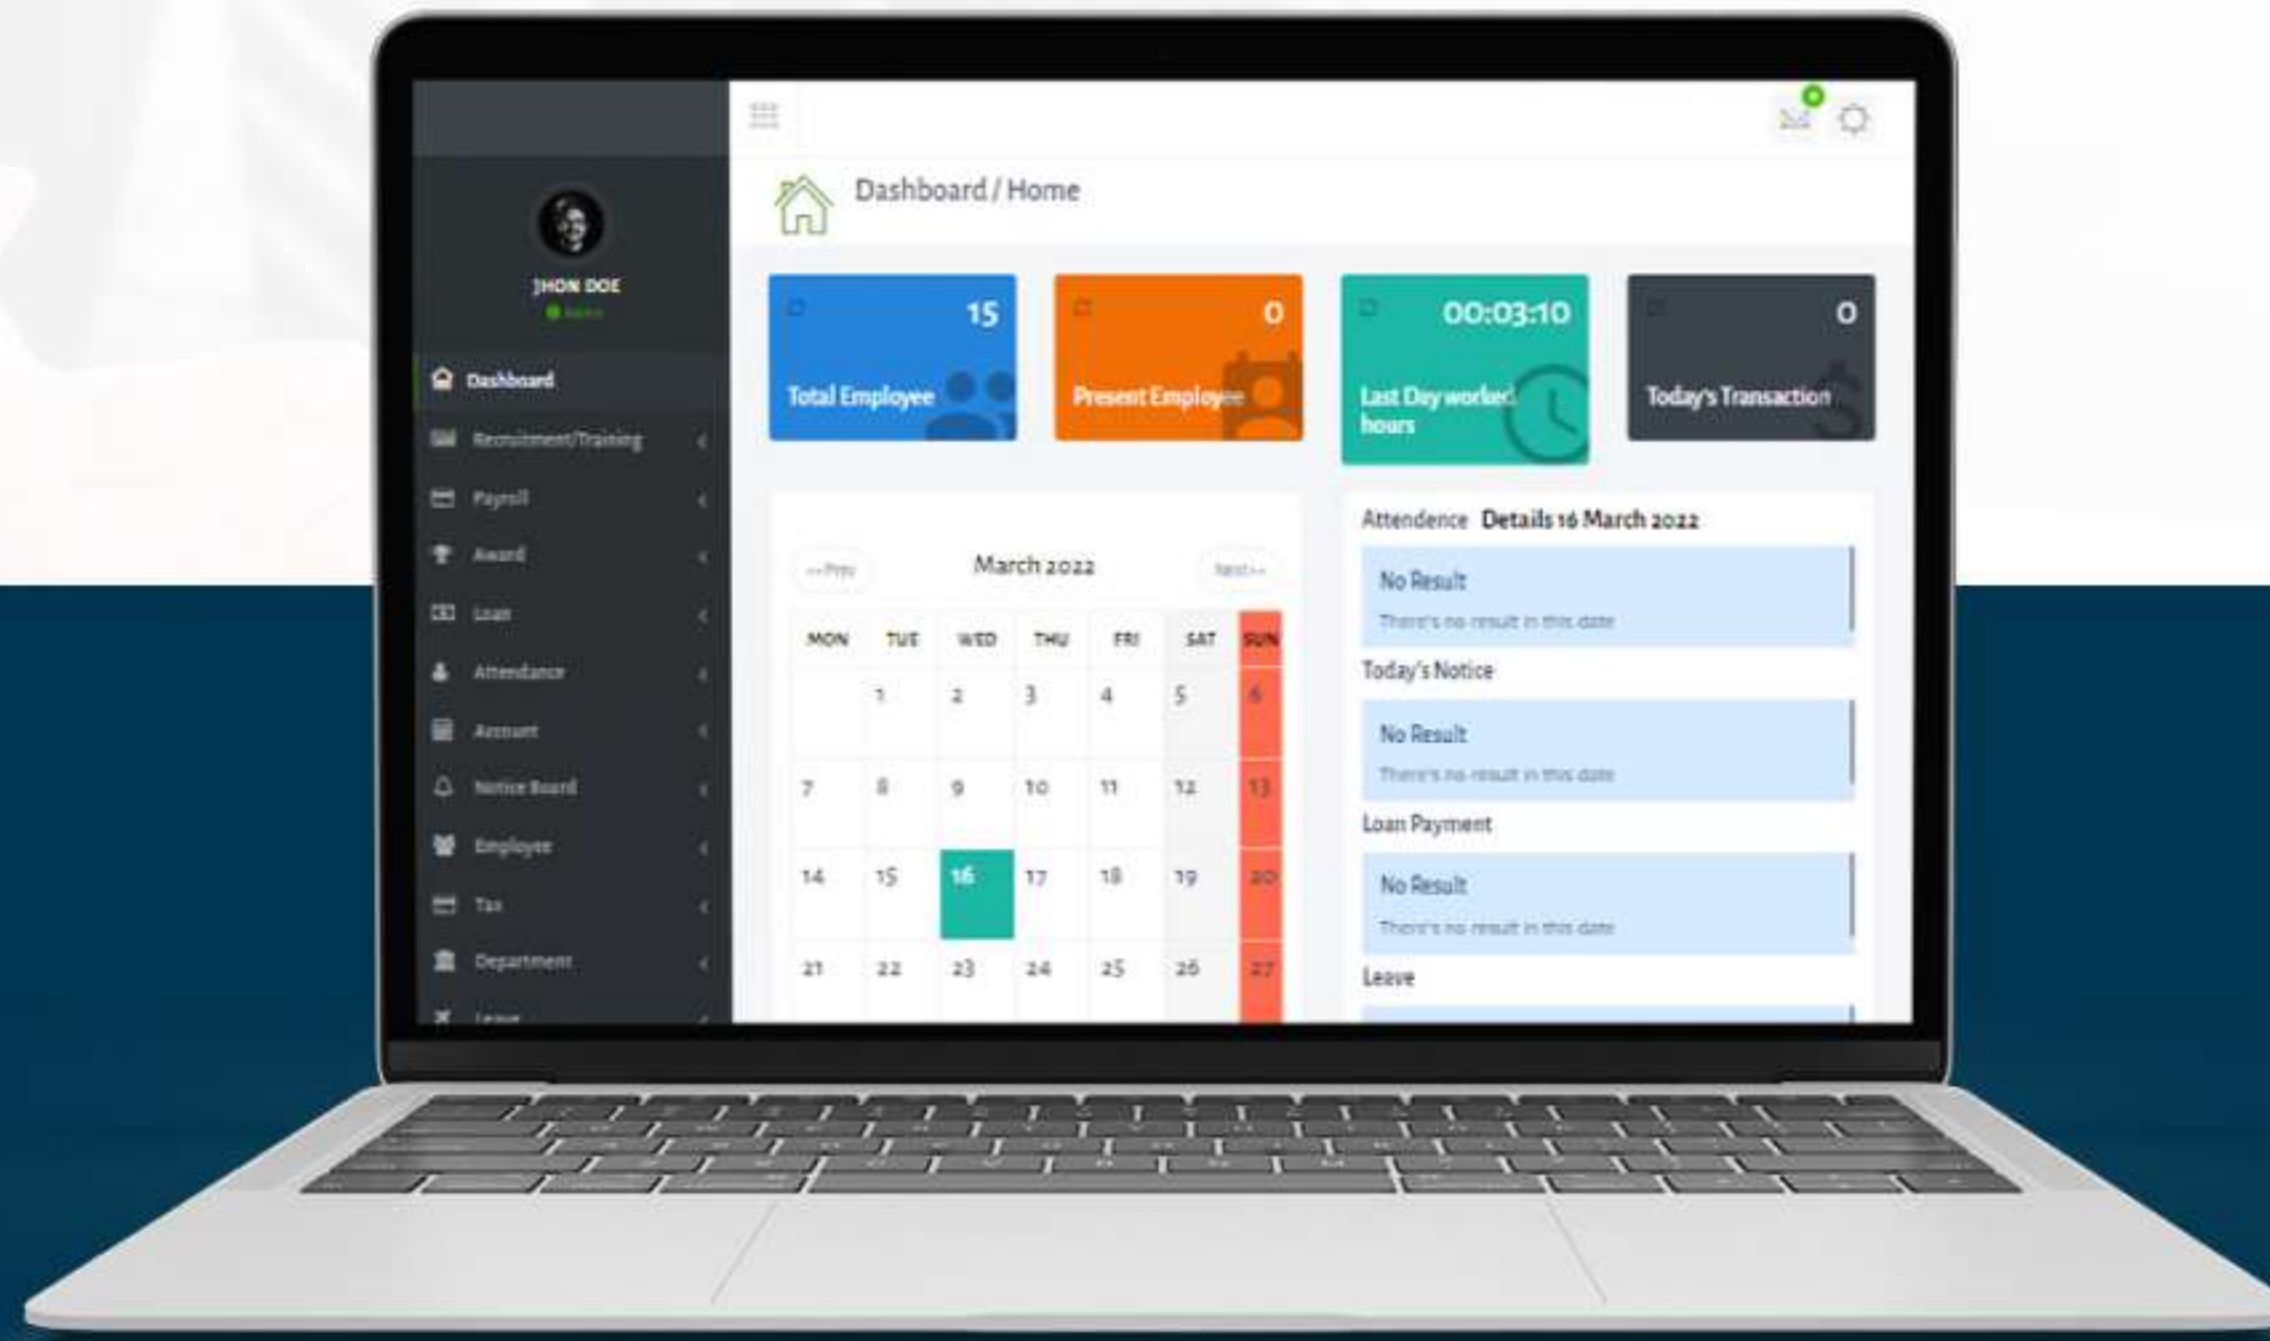 JHON DOE
Dashboard
Recruitment/Training
Payroll
Award
Loan
Attendance
Account
Notice Board
Employee
Tax
Department
Leave
Dashboard / Home
15
Total Employee
0
Present Employee
00:03:10
Last Day worked
hours
0
Today's Transaction
<<Prev
March 2022
Next>>
MON TUE WED THU FRI SAT SUN
1 2 3 4 5 6
7 8 9 10 11 12 13
14 15 16 17 18 19 20
21 22 23 24 25 26 27
Attendence Details 16 March 2022
No Result
There's no result in this date
Today's Notice
No Result
There's no result in this date
Loan Payment
No Result
There's no result in this date
Leave